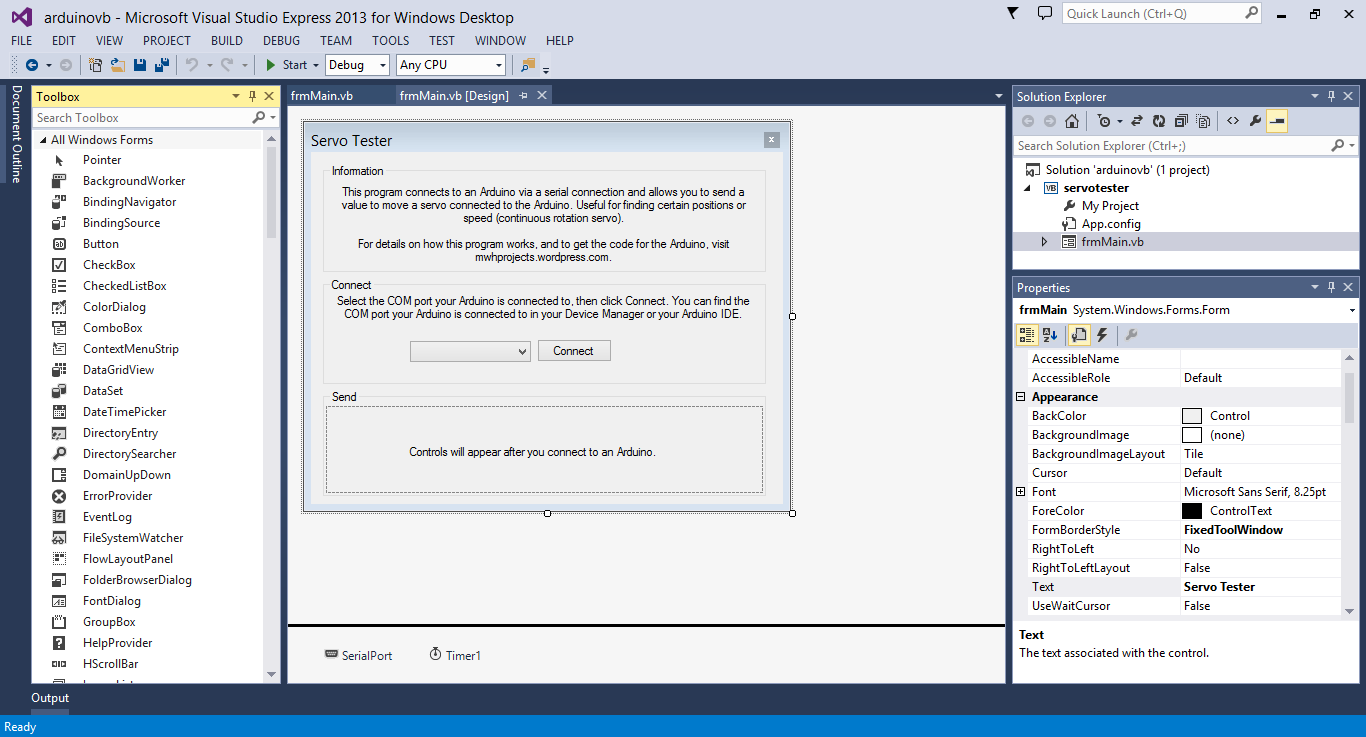 arduinovb - Microsoft Visual Studio Express 2013 for Windows Desktop
Quick Launch (Ctrl+Q)
FILE EDIT VIEW PROJECT BUILD DEBUG TEAM TOOLS TEST WINDOW HELP
Start Debug Any CPU
Document Outline
Toolbox
Search Toolbox
All Windows Forms
Pointer
BackgroundWorker
BindingNavigator
BindingSource
Button
CheckBox
CheckedListBox
ColorDialog
ComboBox
ContextMenuStrip
DataGridView
DataSet
DateTimePicker
DirectoryEntry
DirectorySearcher
DomainUpDown
ErrorProvider
EventLog
FileSystemWatcher
FlowLayoutPanel
FolderBrowserDialog
FontDialog
GroupBox
HelpProvider
HScrollBar
frmMain.vb frmMain.vb [Design]
Servo Tester
Information
This program connects to an Arduino via a serial connection and allows you to send a
value to move a servo connected to the Arduino. Useful for finding certain positions or
speed (continuous rotation servo).
For details on how this program works, and to get the code for the Arduino, visit
mwhprojects.wordpress.com.
Connect
Select the COM port your Arduino is connected to, then click Connect. You can find the
COM port your Arduino is connected to in your Device Manager or your Arduino IDE.
Connect
Send
Controls will appear after you connect to an Arduino.
SerialPort Timer1
Solution Explorer
Search Solution Explorer (Ctrl+;)
Solution 'arduinovb' (1 project)
VB servotester
My Project
App.config
frmMain.vb
Properties
frmMain System.Windows.Forms.Form
AccessibleName
AccessibleRole Default
Appearance
BackColor Control
BackgroundImage (none)
BackgroundImageLayout Tile
Cursor Default
Font Microsoft Sans Serif, 8.25pt
ForeColor ControlText
FormBorderStyle FixedToolWindow
RightToLeft No
RightToLeftLayout False
Text Servo Tester
UseWaitCursor False
Text
The text associated with the control.
Output
Ready